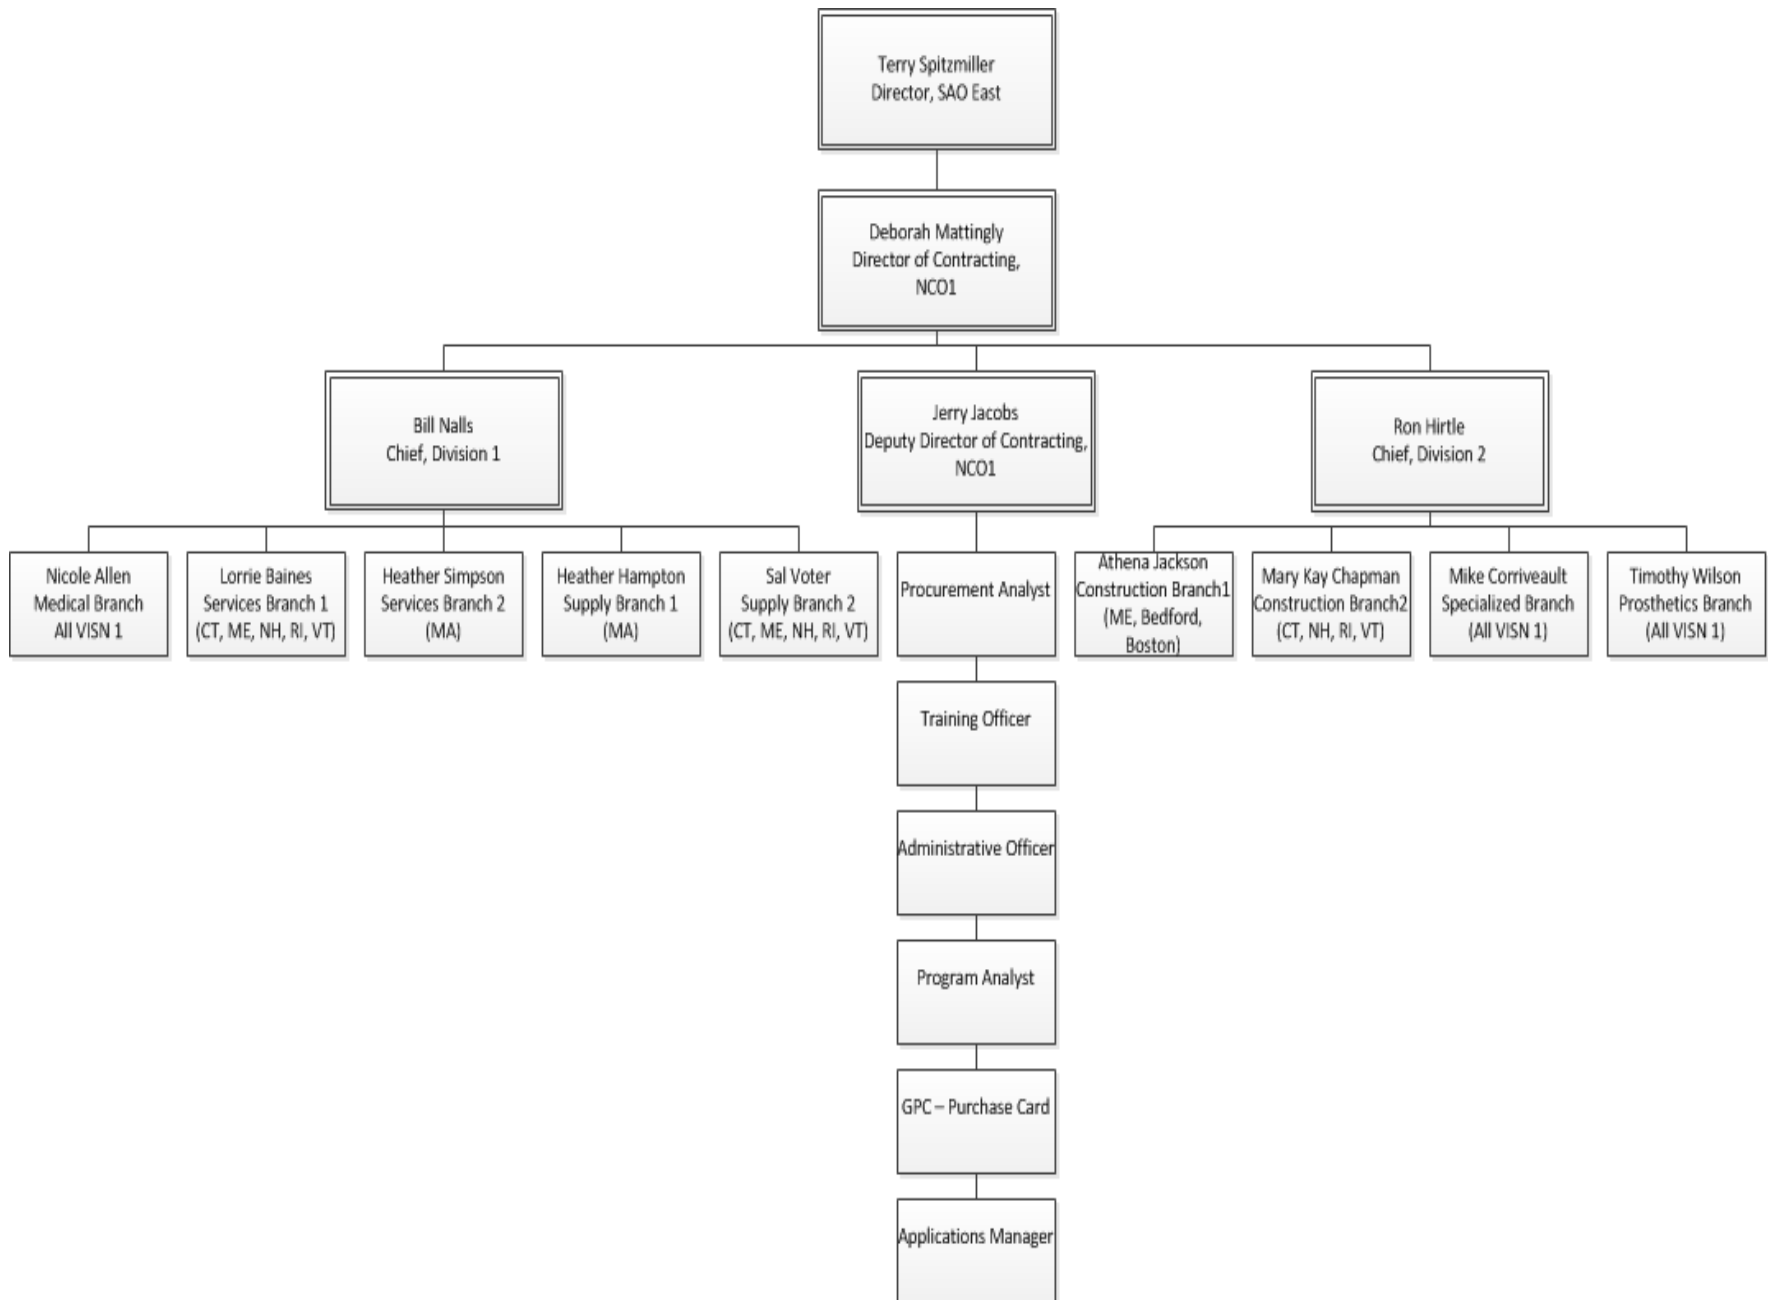 Terry Spitzmiller
Director, SAO East
Deborah Mattingly
Director of Contracting,
NCO1
Bill Nalls
Chief, Division 1
Jerry Jacobs
Deputy Director of Contracting,
NCO1
Ron Hirtle
Chief, Division 2
Nicole Allen
Medical Branch
All VISN 1
Lorrie Baines
Services Branch 1
(CT, ME, NH, RI, VT)
Heather Simpson
Services Branch 2
(MA)
Heather Hampton
Supply Branch 1
(MA)
Sal Voter
Supply Branch 2
(CT, ME, NH, RI, VT)
Procurement Analyst
Athena Jackson
Construction Branch1
(ME, Bedford,
Boston)
Mary Kay Chapman
Construction Branch2
(CT, NH, RI, VT)
Mike Corriveault
Specialized Branch
(All VISN 1)
Timothy Wilson
Prosthetics Branch
(All VISN 1)
Training Officer
Administrative Officer
Program Analyst
GPC – Purchase Card
Applications Manager